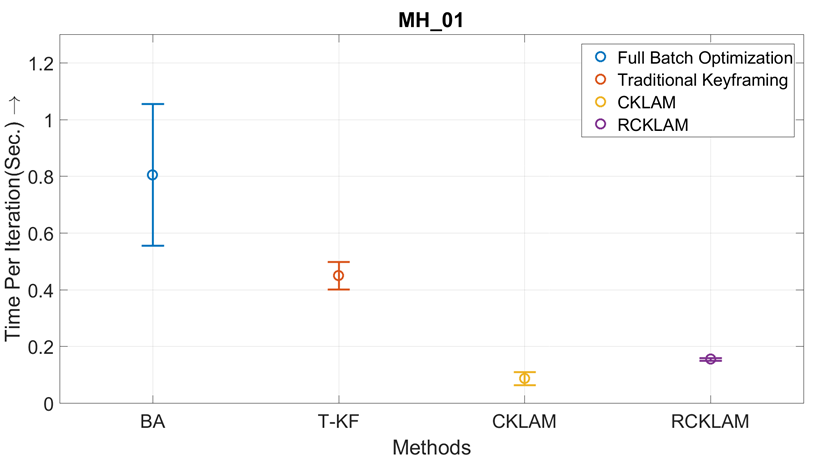 MH_01
Full Batch Optimization
Traditional Keyframing
CKLAM
RCKLAM
Time Per Iteration(Sec.) →
1.2
1
0.8
0.6
0.4
0.2
0
BA
T-KF
CKLAM
RCKLAM
Methods